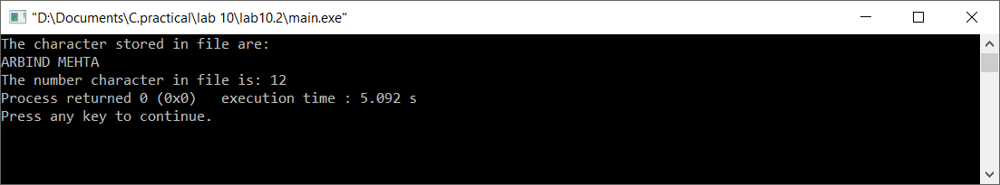 "D:\Documents\C.practical\lab 10\lab10.2\main.exe"
The character stored in file are:
ARBIND MEHTA
The number character in file is: 12
Process returned 0 (0x0)   execution time : 5.092 s
Press any key to continue.